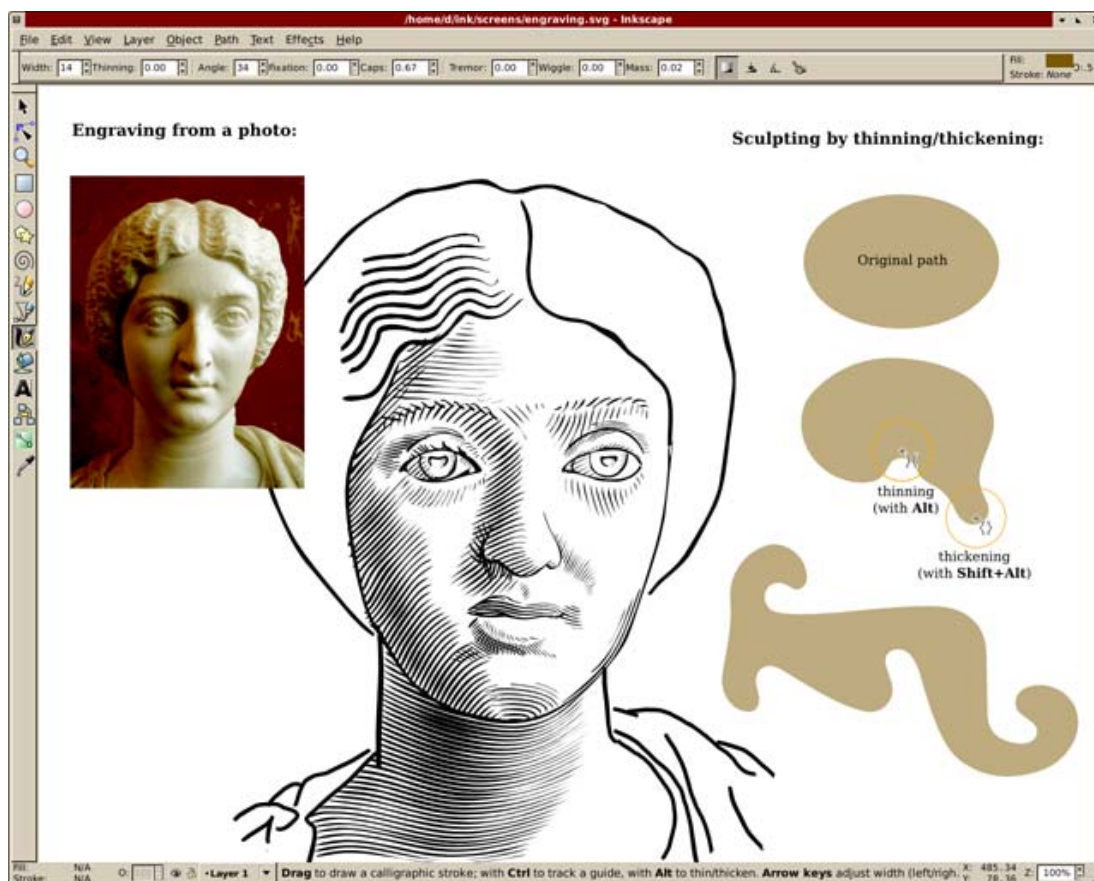 /home/d/ink/screens/engraving.svg - Inkscape
File Edit View Layer Object Path Text Effects Help
Width: 14 Thinning: 0.00 Angle: 34 fixation: 0.00 Caps: 0.67 Tremor: 0.00 Wiggle: 0.00 Mass: 0.02
Fill:
Stroke: None
Engraving from a photo:
Sculpting by thinning/thickening:
Original path
thinning
(with Alt)
thickening
(with Shift+Alt)
Fill: N/A
Stroke: N/A
O:
Layer 1
Drag to draw a calligraphic stroke; with Ctrl to track a guide, with Alt to thin/thicken. Arrow keys adjust width (left/righ.
X: 485.34
Y: 78.36
Z: 100%